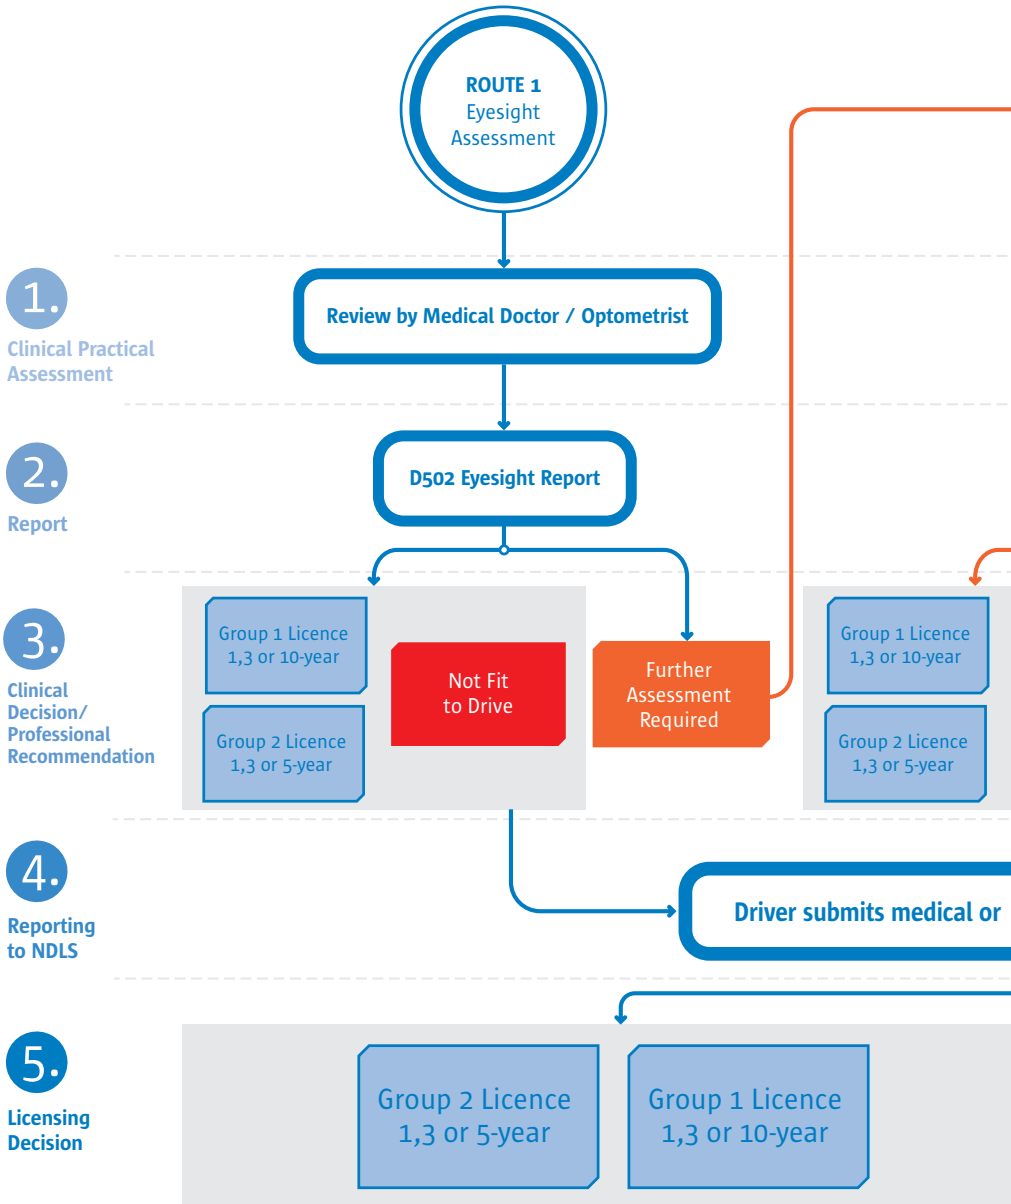 ROUTE 1
Eyesight
Assessment
1.
Clinical Practical
Assessment
Review by Medical Doctor / Optometrist
2.
Report
D502 Eyesight Report
3.
Clinical
Decision/
Professional
Recommendation
Group 1 Licence
1,3 or 10-year
Group 2 Licence
1,3 or 5-year
Not Fit
to Drive
Further
Assessment
Required
Group 1 Licence
1,3 or 10-year
Group 2 Licence
1,3 or 5-year
4.
Reporting
to NDLS
Driver submits medical or
5.
Licensing
Decision
Group 2 Licence
1,3 or 5-year
Group 1 Licence
1,3 or 10-year